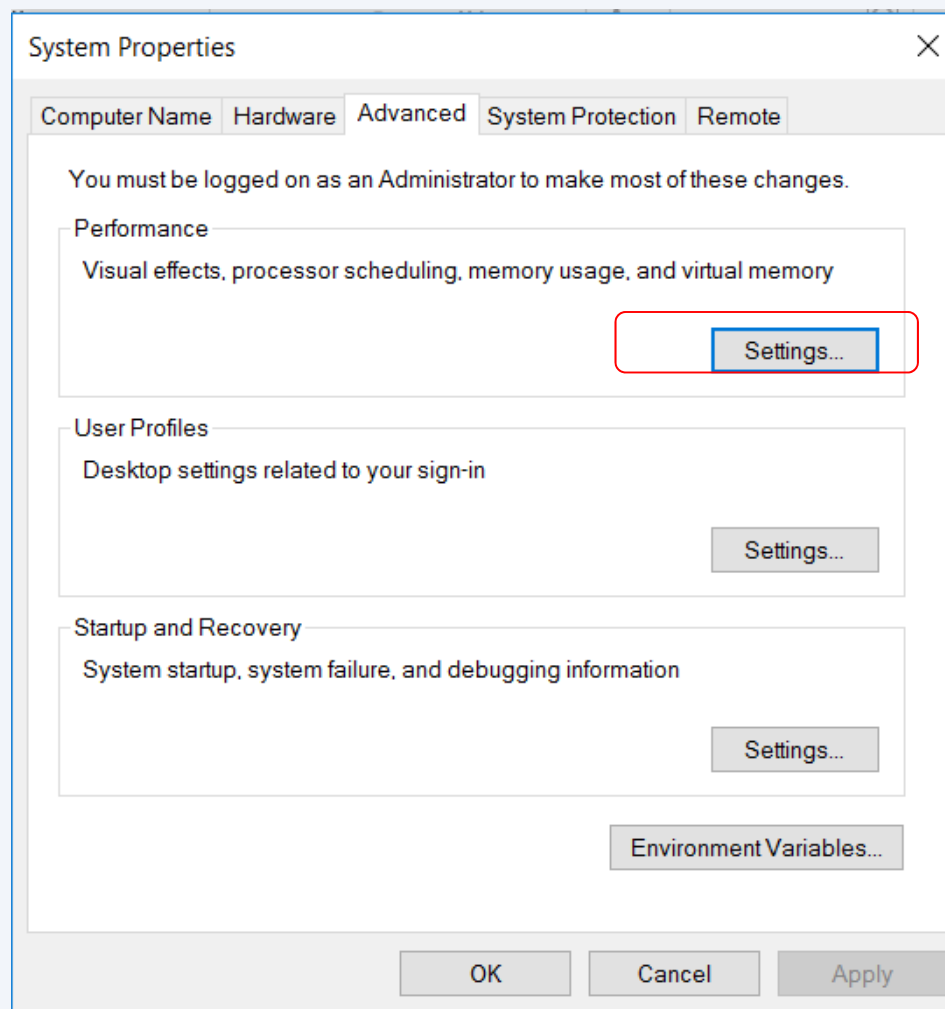 System Properties
Computer Name Hardware Advanced System Protection Remote
You must be logged on as an Administrator to make most of these changes.
Performance
Visual effects, processor scheduling, memory usage, and virtual memory
Settings...
User Profiles
Desktop settings related to your sign-in
Settings...
Startup and Recovery
System startup, system failure, and debugging information
Settings...
Environment Variables...
OK Cancel Apply